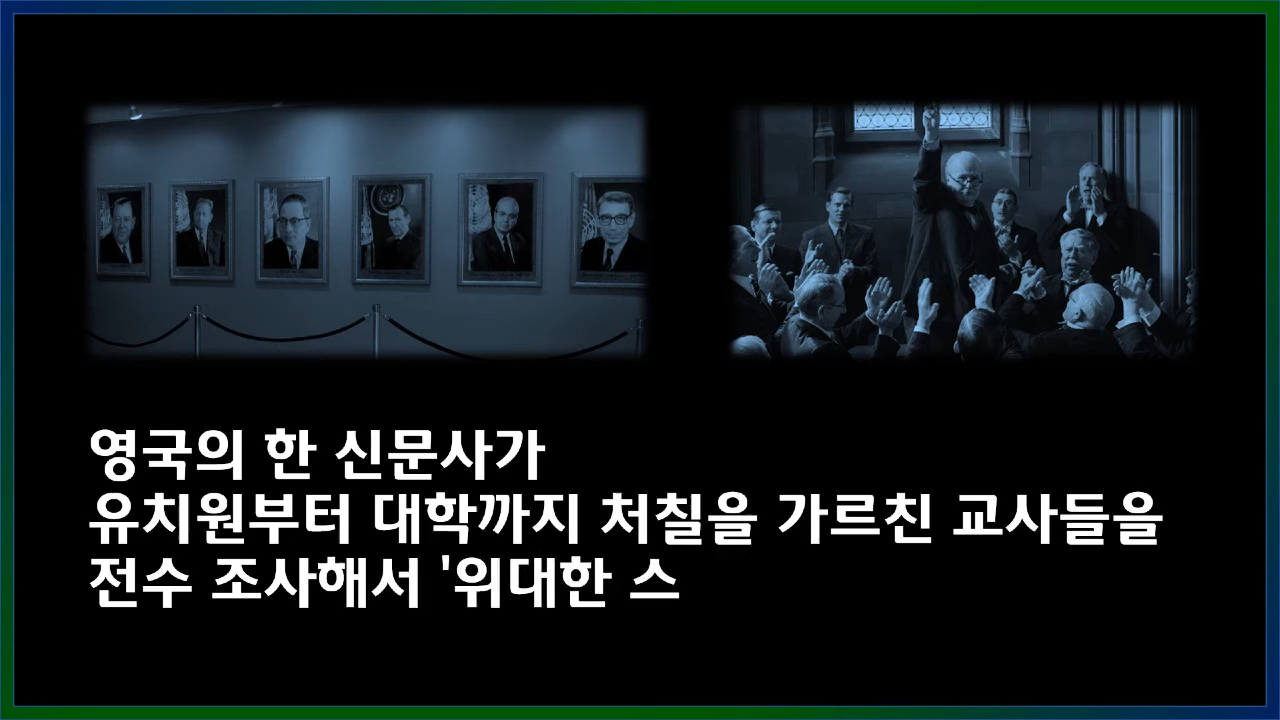 영국의 한 신문사가
유치원부터 대학까지 처칠을 가르친 교사들을
전수 조사해서 '위대한 스